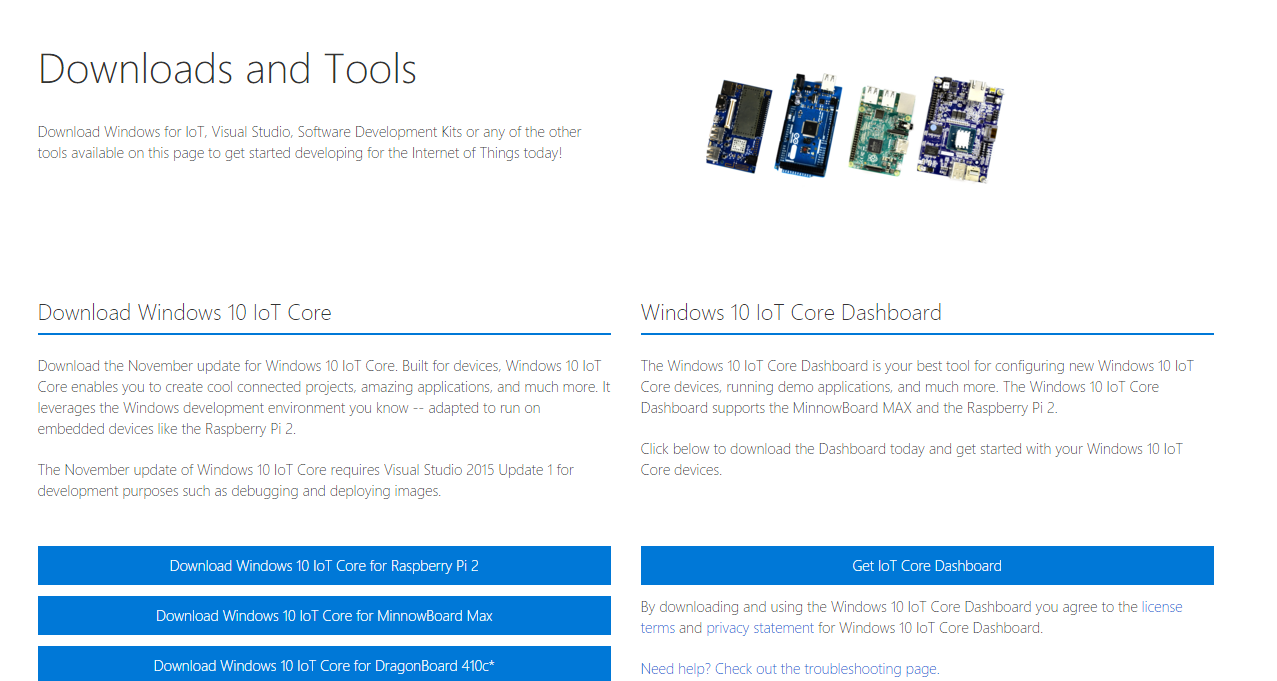 Downloads and Tools
Download Windows for IoT, Visual Studio, Software Development Kits or any of the other
tools available on this page to get started developing for the Internet of Things today!
Download Windows 10 IoT Core
Download the November update for Windows 10 IoT Core. Built for devices, Windows 10 IoT
Core enables you to create cool connected projects, amazing applications, and much more. It
leverages the Windows development environment you know -- adapted to run on
embedded devices like the Raspberry Pi 2.
The November update of Windows 10 IoT Core requires Visual Studio 2015 Update 1 for
development purposes such as debugging and deploying images.
Download Windows 10 IoT Core for Raspberry Pi 2
Download Windows 10 IoT Core for MinnowBoard Max
Download Windows 10 IoT Core for DragonBoard 410c*
Windows 10 IoT Core Dashboard
The Windows 10 IoT Core Dashboard is your best tool for configuring new Windows 10 IoT
Core devices, running demo applications, and much more. The Windows 10 IoT Core
Dashboard supports the MinnowBoard MAX and the Raspberry Pi 2.
Click below to download the Dashboard today and get started with your Windows 10 IoT
Core devices.
Get IoT Core Dashboard
By downloading and using the Windows 10 IoT Core Dashboard you agree to the license
terms and privacy statement for Windows 10 IoT Core Dashboard.
Need help? Check out the troubleshooting page.